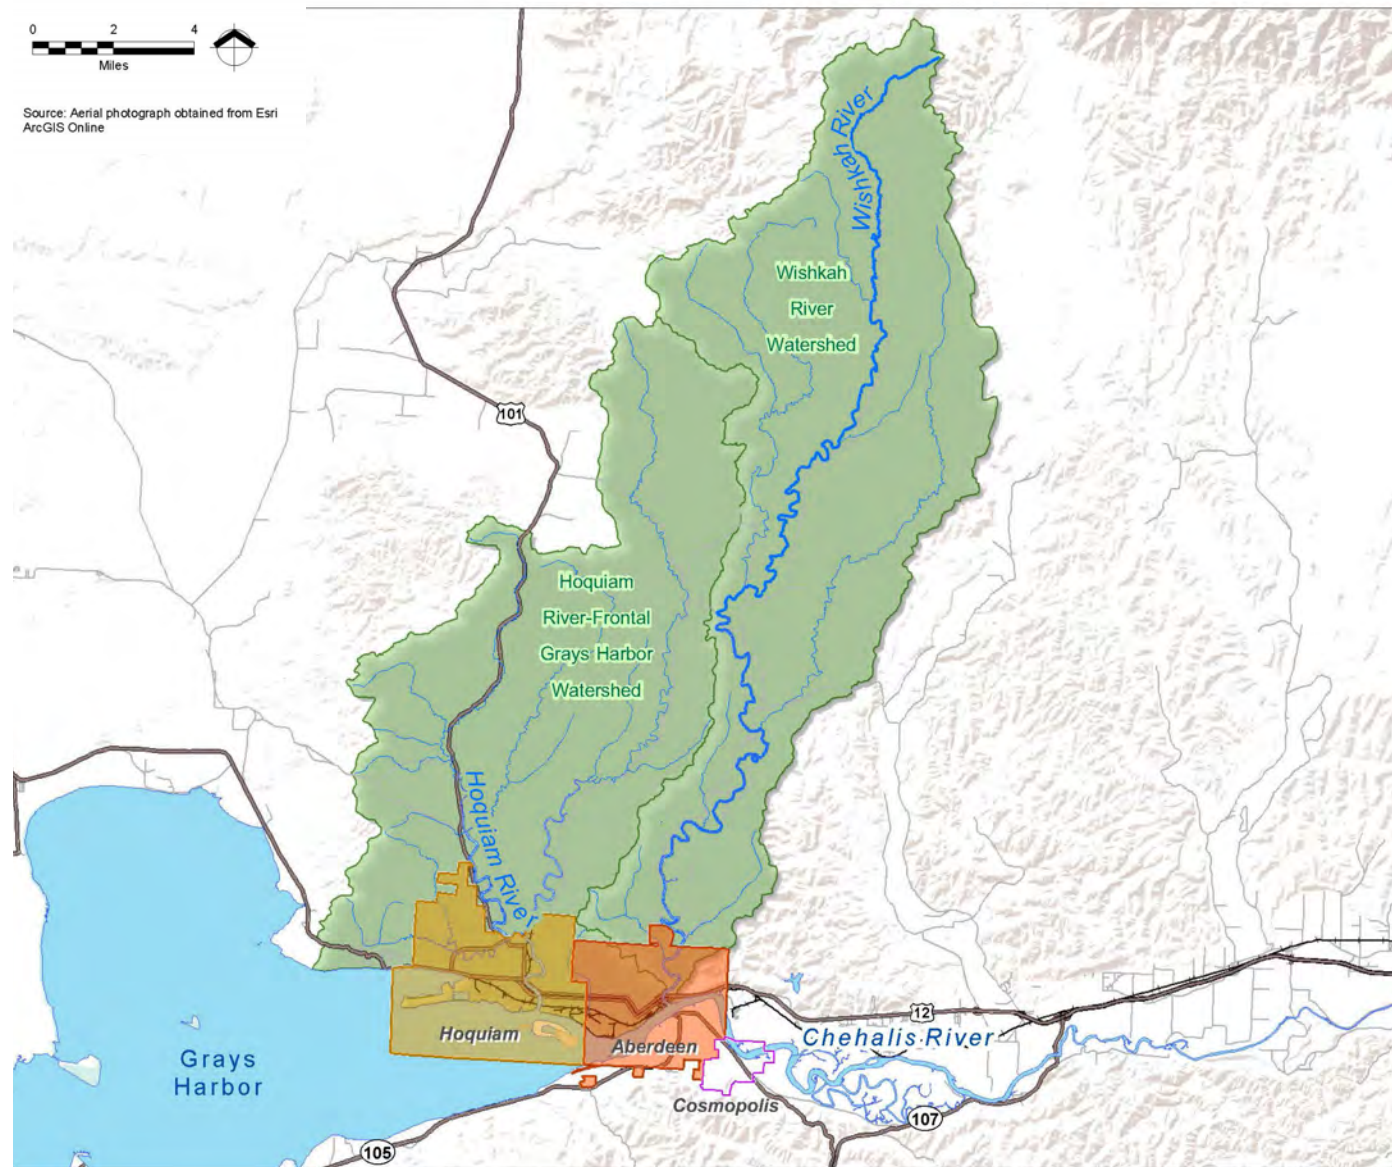 0 2 4
Miles
Source: Aerial photograph obtained from Esri
ArcGIS Online
Wishkah River
Wishkah
River
Watershed
101
Hoquiam
River-Frontal
Grays Harbor
Watershed
Hoquiam River
12
Chehalis River
Hoquiam
Aberdeen
Grays
Harbor
Cosmopolis
107
105